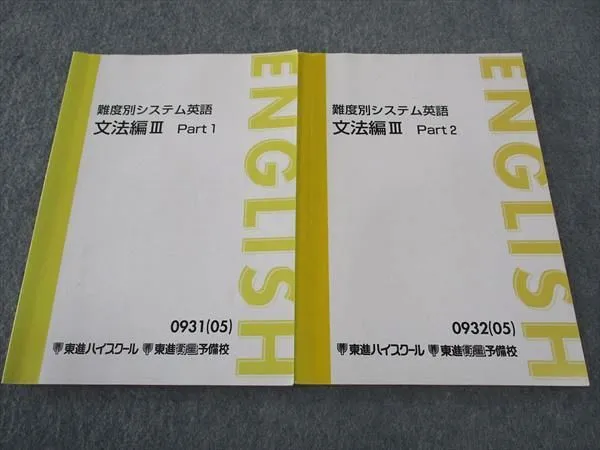 難度別システム英語
文法編Ⅲ Part 1
ENGLISH
0931(05)
東進ハイスクール 東進衛星予備校
難度別システム英語
文法編Ⅲ Part 2
ENGLISH
0932(05)
東進ハイスクール 東進衛星予備校